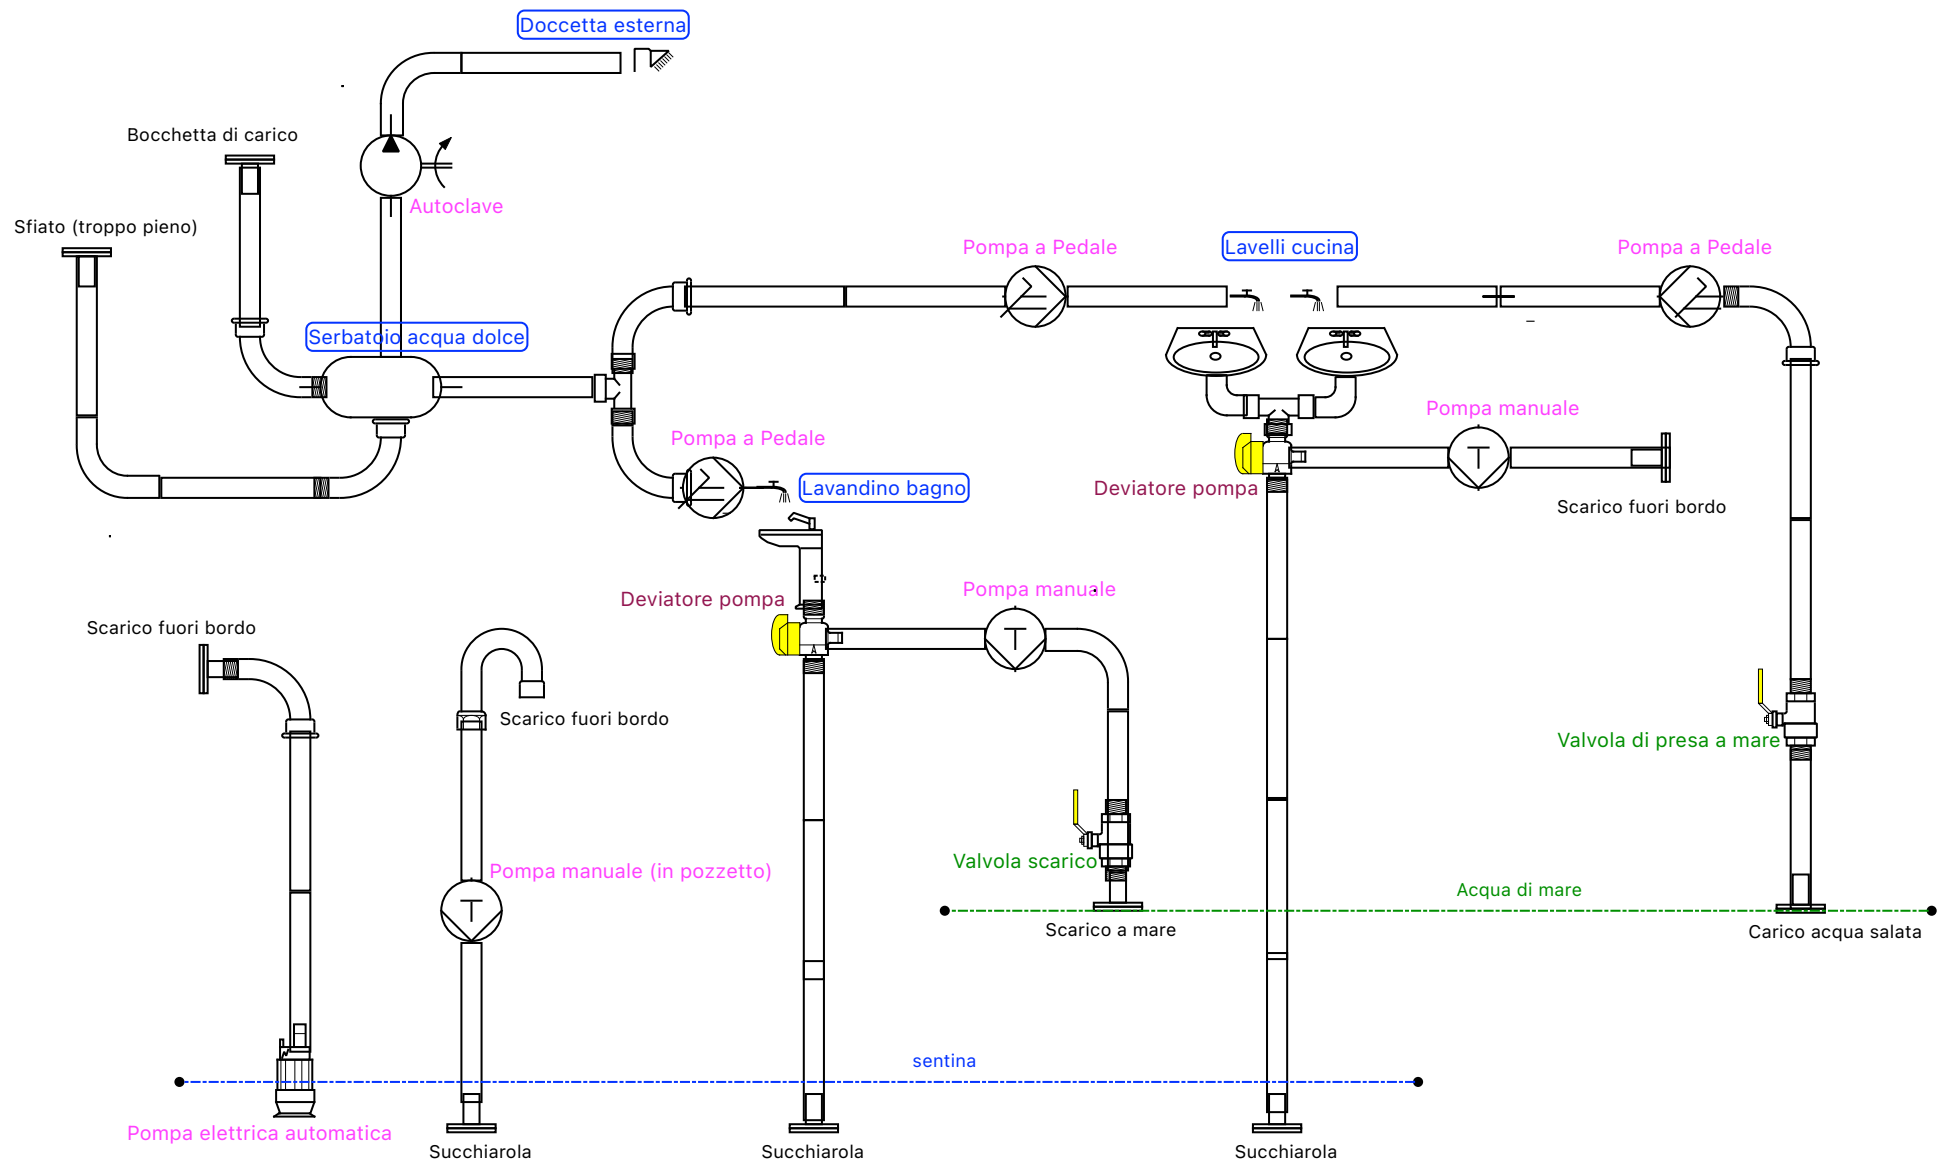 Doccetta esterna
Bocchetta di carico
Autoclave
Sfiato (troppo pieno)
Pompa a Pedale
Lavelli cucina
Pompa a Pedale
Serbatoio acqua dolce
Pompa manuale
Pompa a Pedale
Lavandino bagno
Deviatore pompa
Scarico fuori bordo
Pompa manuale
Deviatore pompa
Scarico fuori bordo
Scarico fuori bordo
Valvola di presa a mare
Valvola scarico
Pompa manuale (in pozzetto)
Acqua di mare
Scarico a mare
Carico acqua salata
sentina
Pompa elettrica automatica
Succhiarola
Succhiarola
Succhiarola